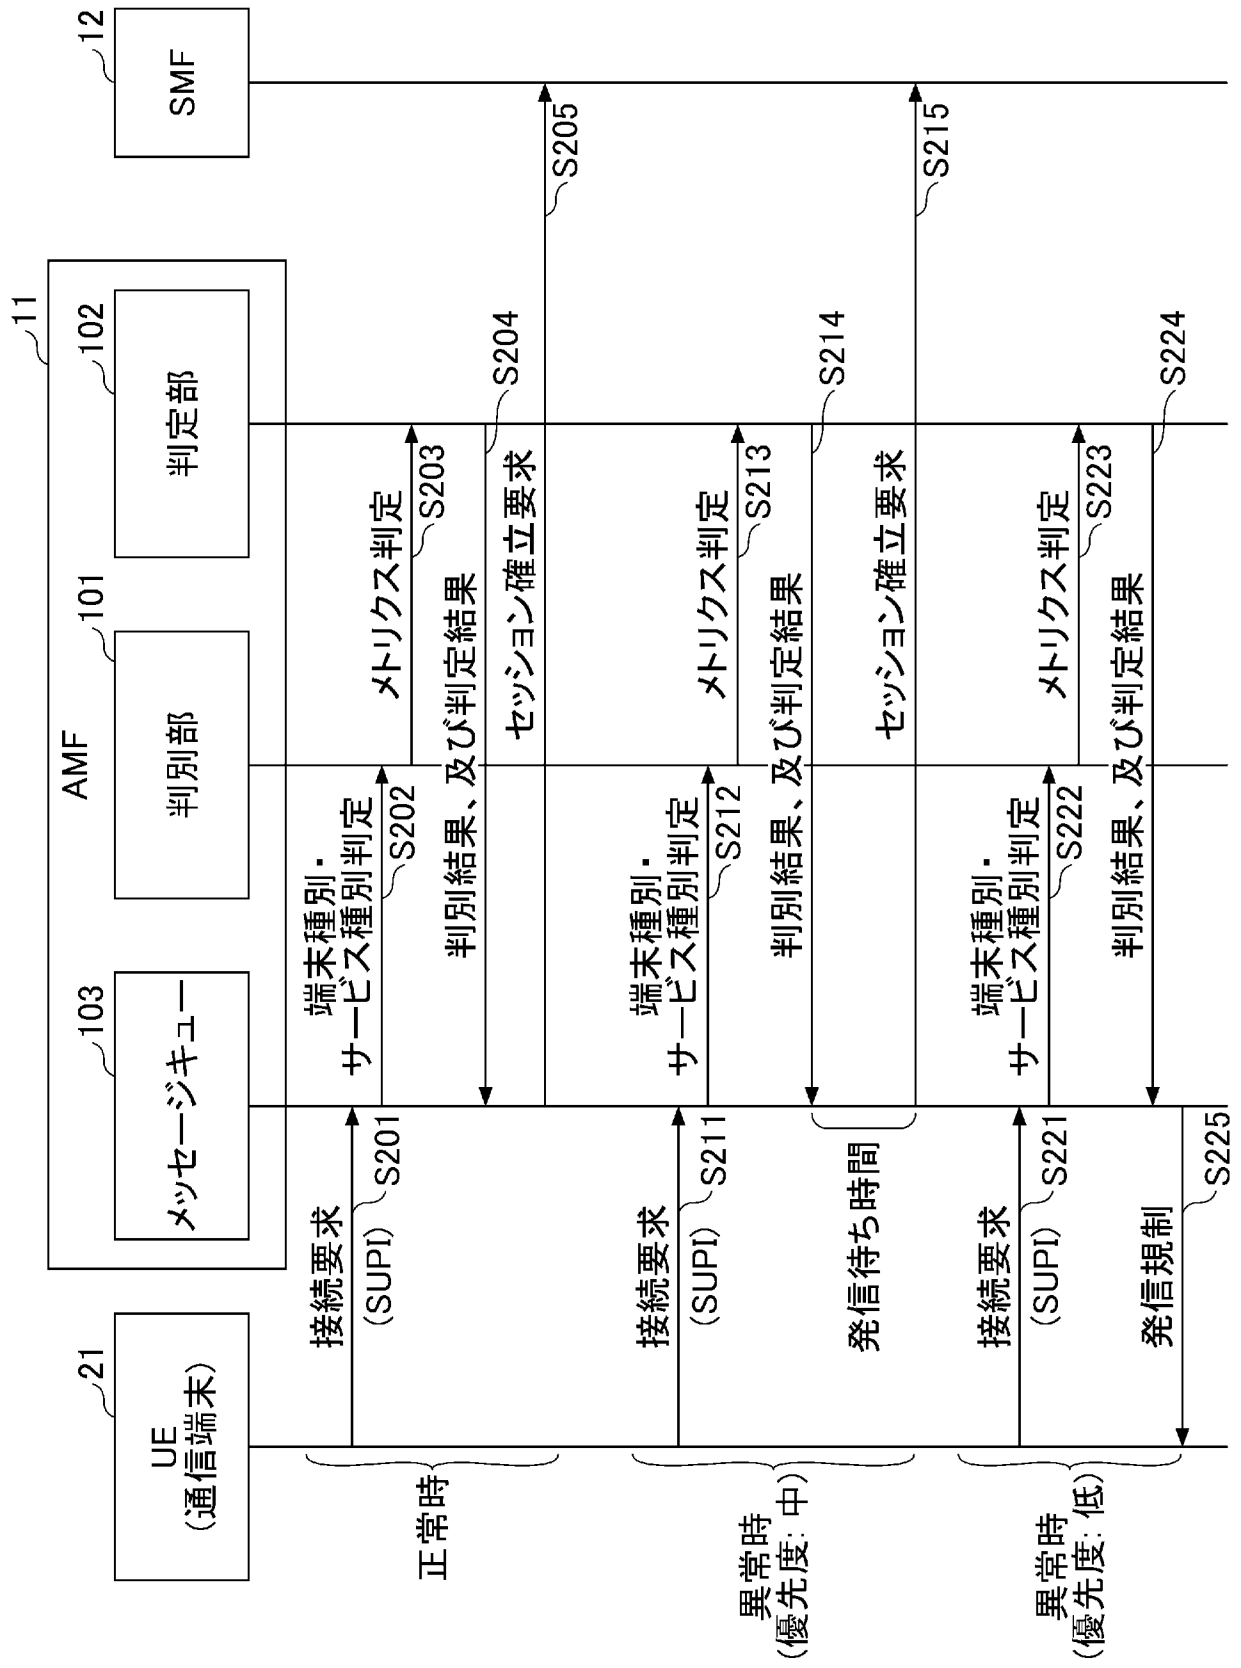 UE
(通信端末)
21
AMF
11
メッセージキュー
103
判別部
101
判定部
102
SMF
12
正常時
接続要求
(SUPI)
S201
端末種別・
サービス種別判定
S202
メトリクス判定
S203
判別結果、及び判定結果
S204
セッション確立要求
S205
異常時
(優先度: 中)
接続要求
(SUPI)
S211
端末種別・
サービス種別判定
S212
メトリクス判定
S213
判別結果、及び判定結果
S214
発信待ち時間
セッション確立要求
S215
異常時
(優先度: 低)
接続要求
(SUPI)
S221
端末種別・
サービス種別判定
S222
メトリクス判定
S223
判別結果、及び判定結果
S224
発信規制
S225